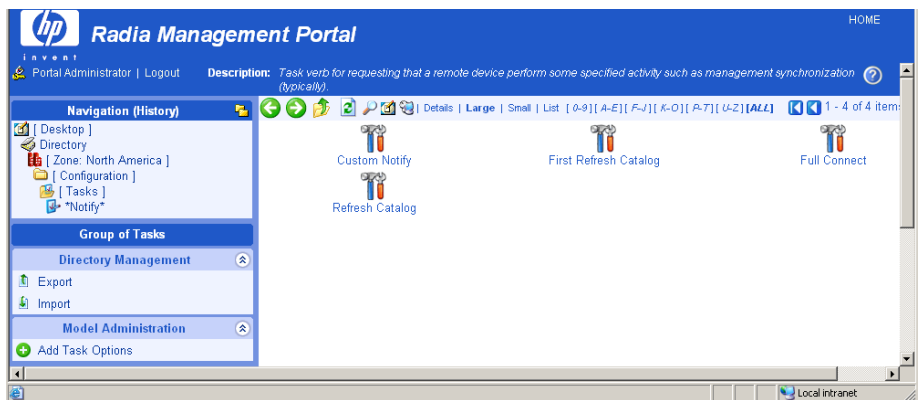 HOME
hp
invent
Radia Management Portal
Portal Administrator | Logout
Description: Task verb for requesting that a remote device perform some specified activity such as management synchronization
(typically).
Navigation (History)
[ Desktop ]
Directory
[ Zone: North America ]
[ Configuration ]
[ Tasks ]
*Notify*
| Details | Large | Small | List [ 0-9 ] [ A-E ] [ F-J ] [ K-O ] [ P-T ] [ U-Z ] [ALL] 1 - 4 of 4 items
Custom Notify
First Refresh Catalog
Full Connect
Refresh Catalog
Group of Tasks
Directory Management
Export
Import
Model Administration
Add Task Options
Local intranet